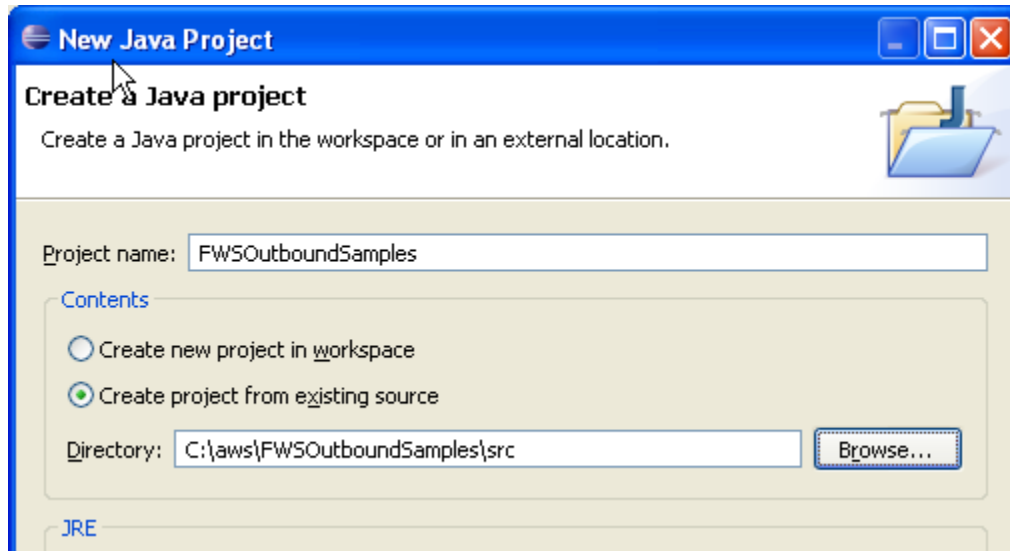 New Java Project
Create a Java project
Create a Java project in the workspace or in an external location.
Project name: FWSOutboundSamples
Contents
Create new project in workspace
Create project from existing source
Directory: C:\aws\FWSOutboundSamples\src Browse...
JRE